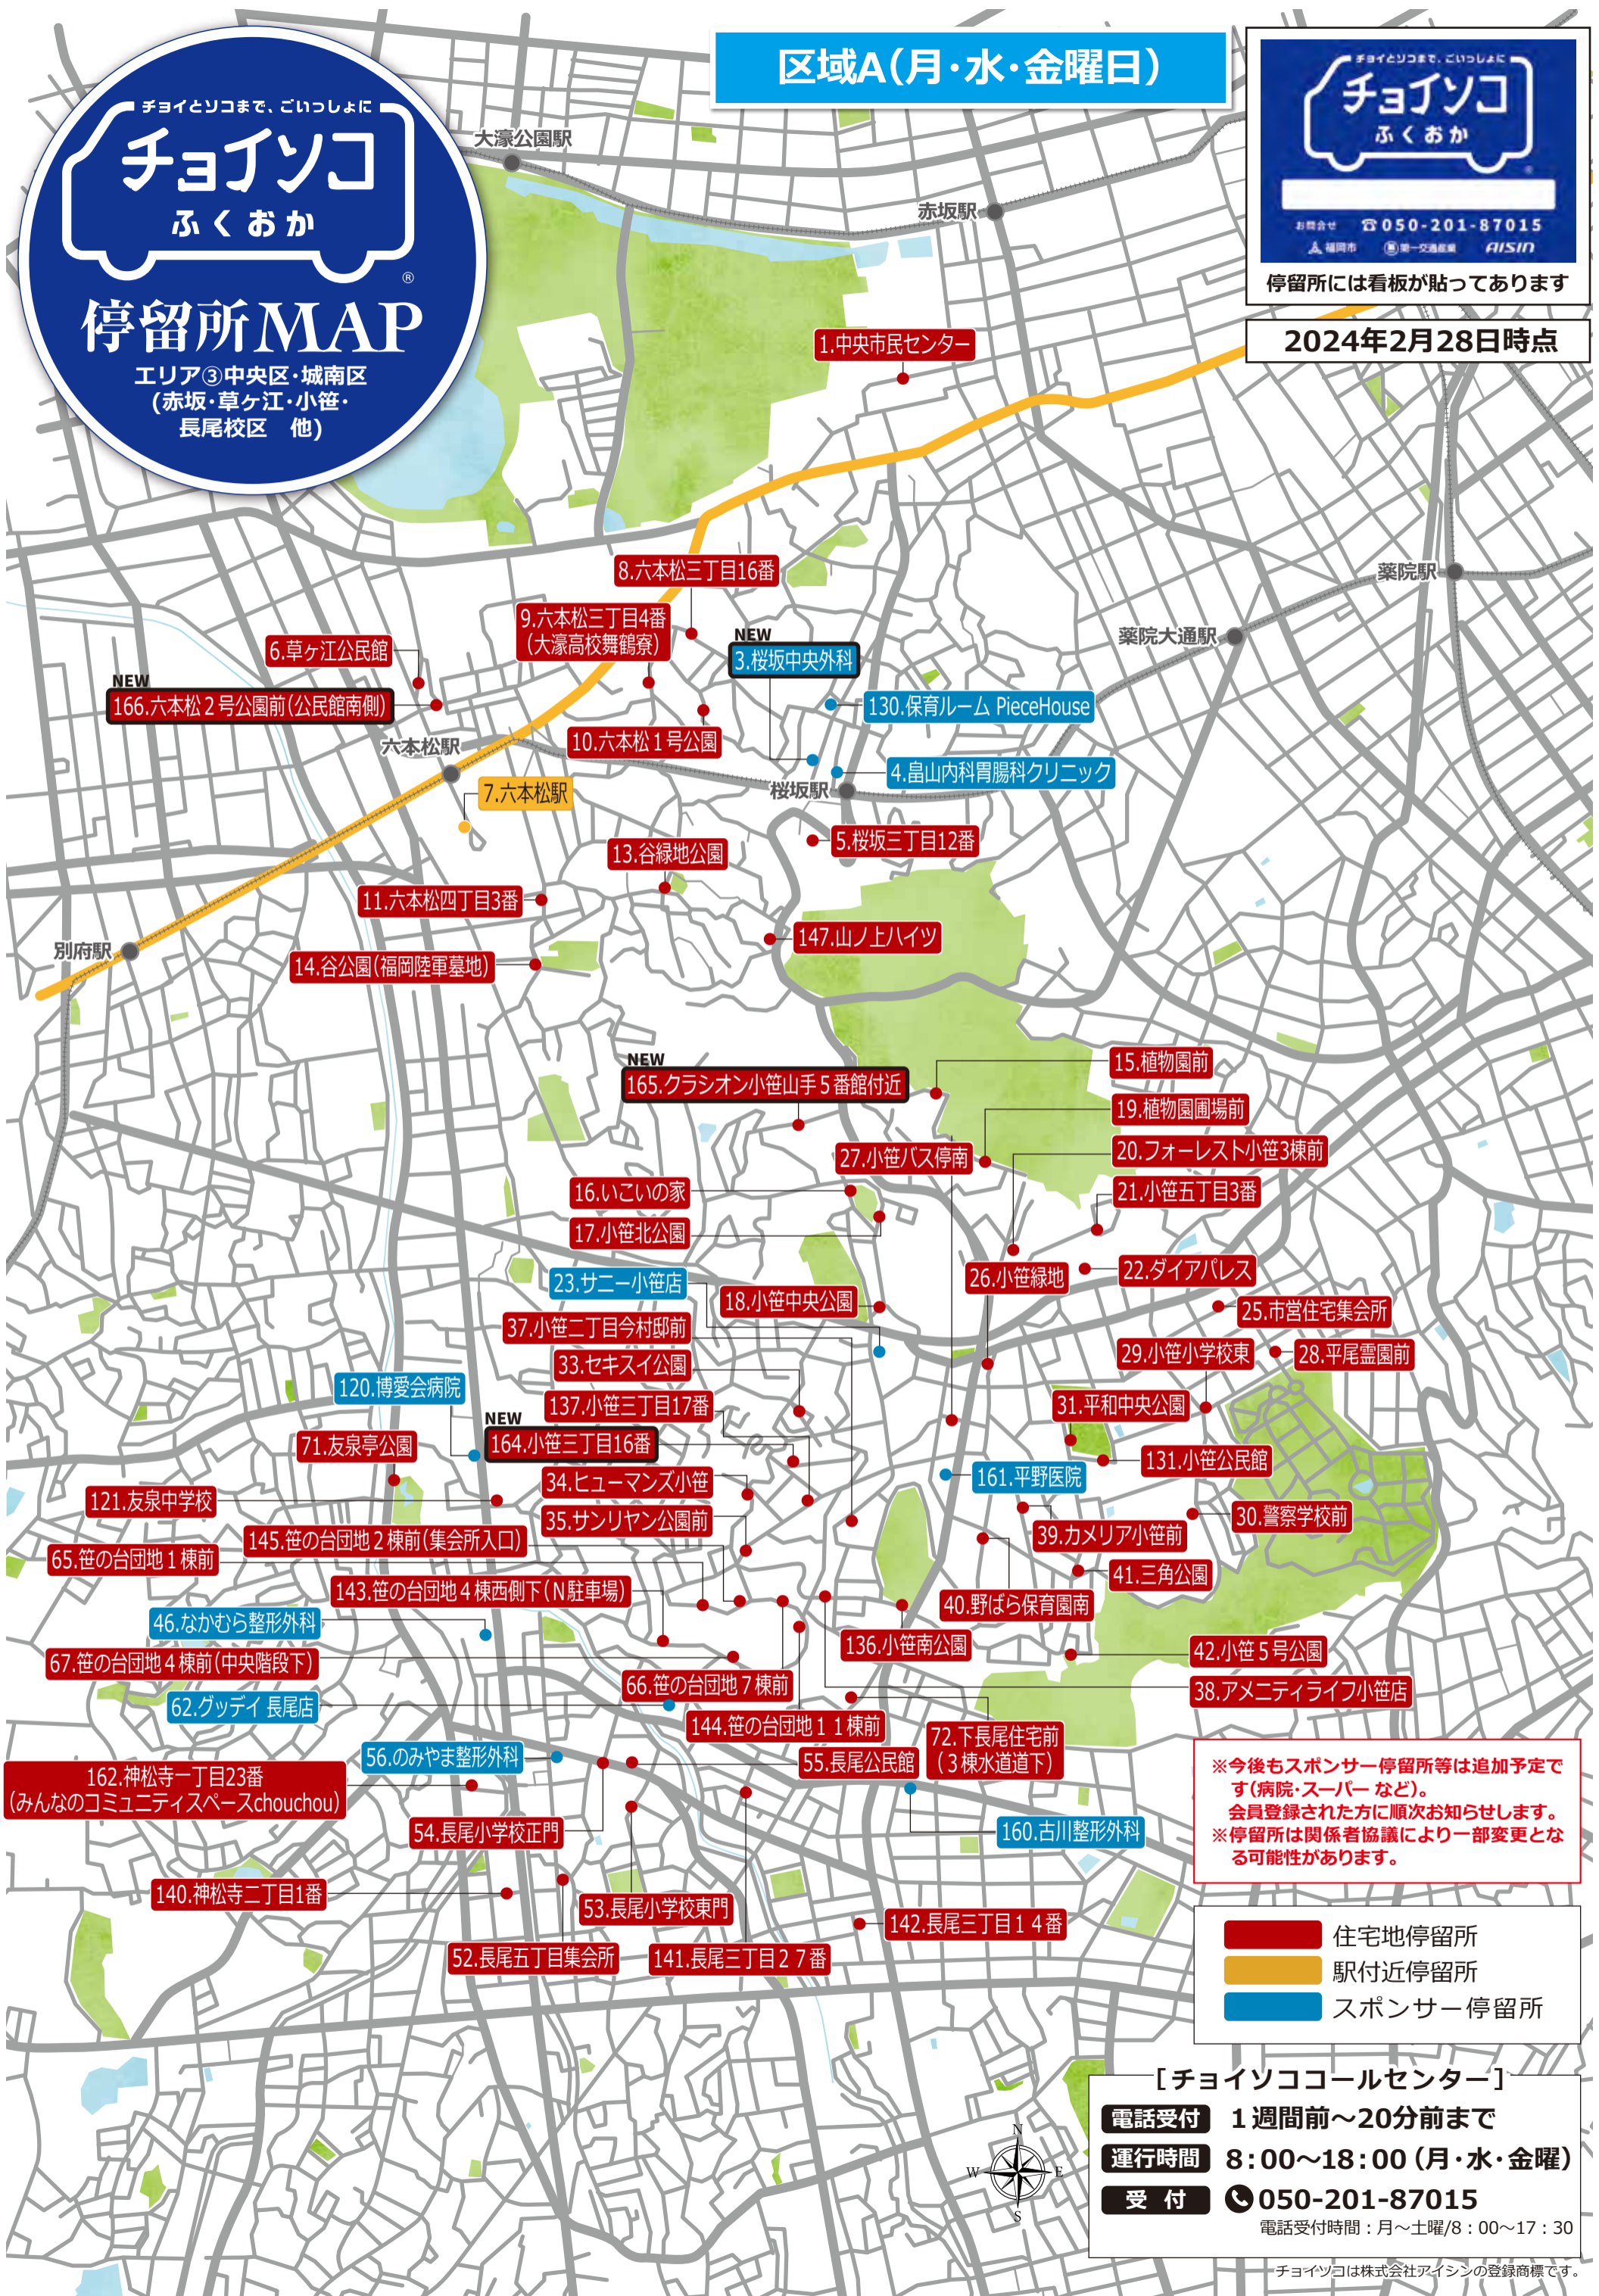 チョイとソコまで、ごいっしょに
チョイソコ
ふくおか
®
停留所MAP
エリア③中央区・城南区
(赤坂・草ヶ江・小笹・
長尾校区　他)
区域A(月・水・金曜日)
チョイとソコまで、ごいっしょに
チョイソコ
ふくおか
®
お問合せ ☎050-201-87015
福岡市 第一交通産業 AISIN
停留所には看板が貼ってあります
2024年2月28日時点
大濠公園駅
赤坂駅
1.中央市民センター
薬院駅
薬院大通駅
8.六本松三丁目16番
9.六本松三丁目4番
(大濠高校舞鶴寮)
NEW
3.桜坂中央外科
6.草ヶ江公民館
NEW
166.六本松2号公園前(公民館南側)
130.保育ルーム PieceHouse
六本松駅
10.六本松1号公園
4.畠山内科胃腸科クリニック
7.六本松駅
桜坂駅
5.桜坂三丁目12番
13.谷緑地公園
11.六本松四丁目3番
147.山ノ上ハイツ
別府駅
14.谷公園(福岡陸軍墓地)
NEW
165.クラシオン小笹山手5番館付近
15.植物園前
19.植物園圃場前
27.小笹バス停南
20.フォーレスト小笹3棟前
16.いこいの家
21.小笹五丁目3番
17.小笹北公園
23.サニー小笹店
26.小笹緑地
22.ダイアパレス
18.小笹中央公園
25.市営住宅集会所
37.小笹二丁目今村邸前
29.小笹小学校東
28.平尾霊園前
33.セキスイ公園
120.博愛会病院
137.小笹三丁目17番
31.平和中央公園
NEW
164.小笹三丁目16番
71.友泉亭公園
131.小笹公民館
34.ヒューマンズ小笹
161.平野医院
121.友泉中学校
35.サンリヤン公園前
30.警察学校前
145.笹の台団地2棟前(集会所入口)
39.カメリア小笹前
65.笹の台団地1棟前
41.三角公園
143.笹の台団地4棟西側下(N駐車場)
40.野ばら保育園南
46.なかむら整形外科
136.小笹南公園
42.小笹5号公園
67.笹の台団地4棟前(中央階段下)
66.笹の台団地7棟前
38.アメニティライフ小笹店
62.グッデイ 長尾店
144.笹の台団地11棟前
72.下長尾住宅前
(3棟水道道下)
56.のみやま整形外科
55.長尾公民館
162.神松寺一丁目23番
(みんなのコミュニティスペースchouchou)
54.長尾小学校正門
160.古川整形外科
140.神松寺二丁目1番
53.長尾小学校東門
142.長尾三丁目14番
52.長尾五丁目集会所
141.長尾三丁目27番
※今後もスポンサー停留所等は追加予定で
す(病院・スーパー など)。
会員登録された方に順次お知らせします。
※停留所は関係者協議により一部変更とな
る可能性があります。
住宅地停留所
駅付近停留所
スポンサー停留所
[チョイソココールセンター]
電話受付 1週間前〜20分前まで
運行時間 8:00〜18:00(月・水・金曜)
受 付 050-201-87015
電話受付時間：月〜土曜/8：00〜17：30
N
W E
S
チョイソコは株式会社アイシンの登録商標です。